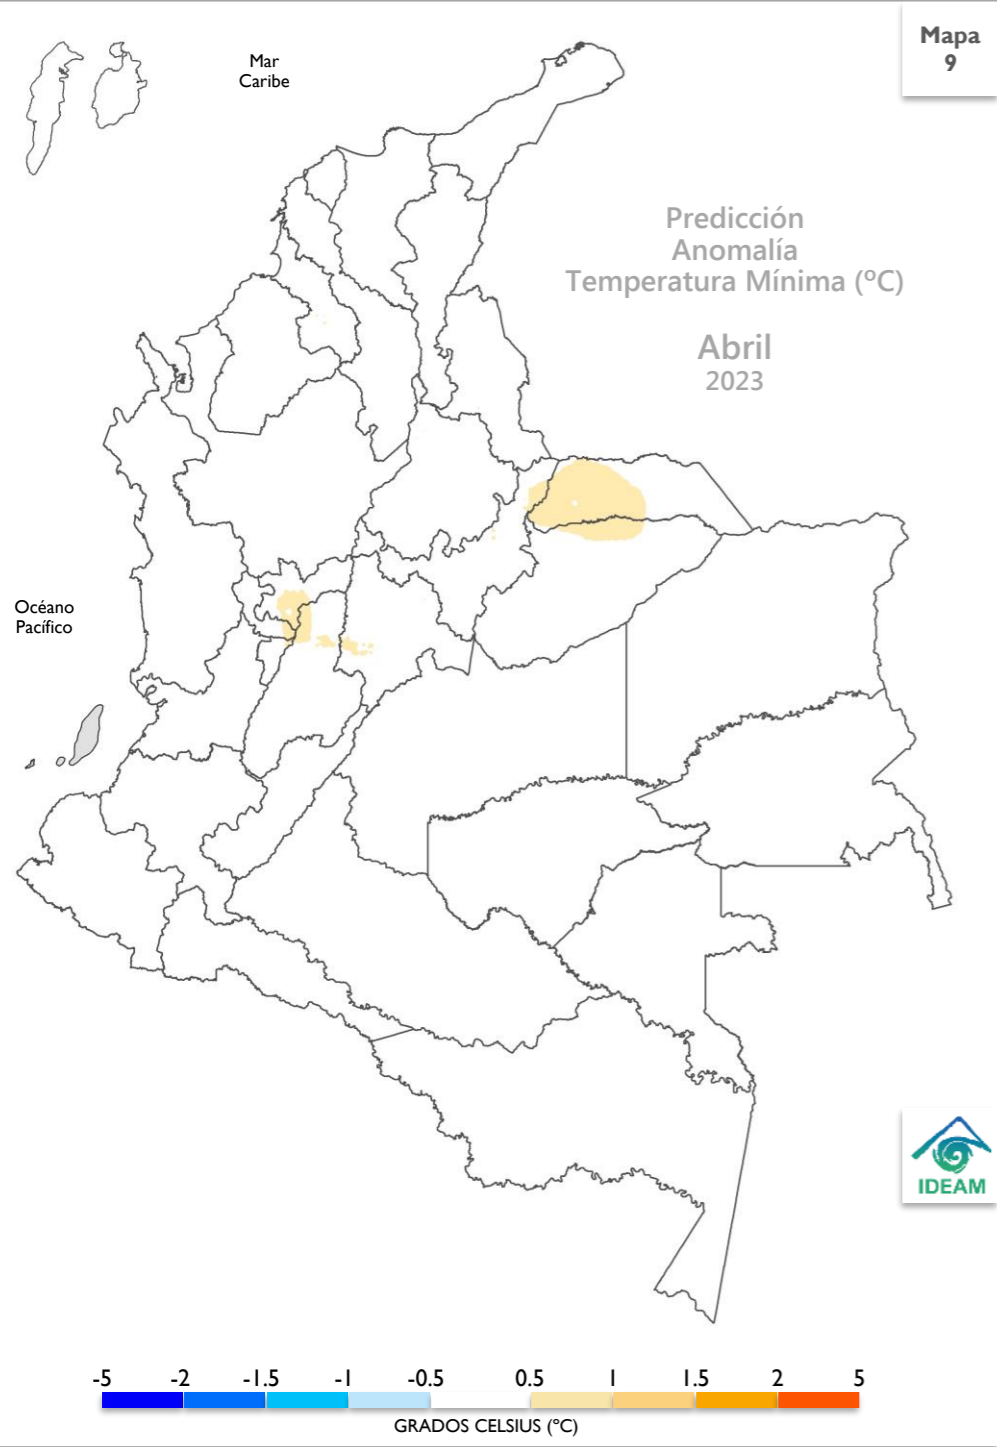 Mapa
9
Mar
Caribe
Predicción
Anomalía
Temperatura Mínima (ºC)
Abril
2023
Océano
Pacífico
IDEAM
-5 -2 -1.5 -1 -0.5 0.5 1 1.5 2 5
GRADOS CELSIUS (ºC)